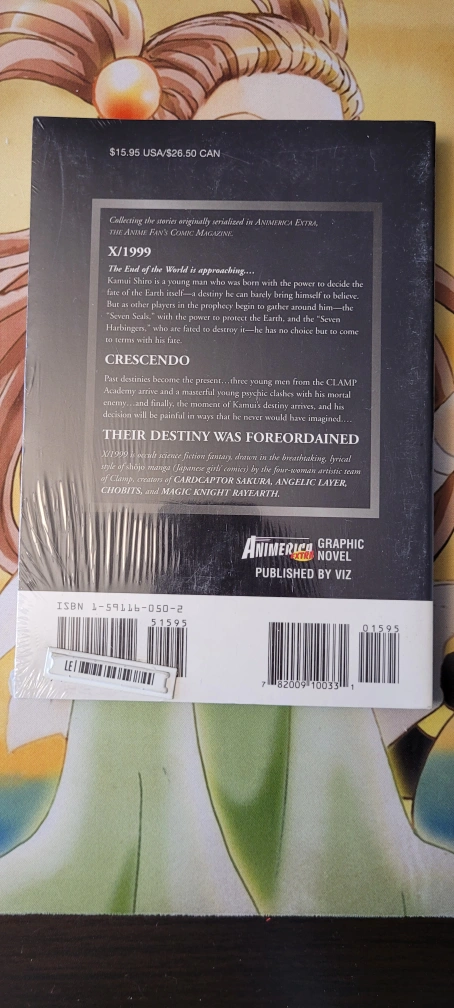 $15.95 USA/$26.50 CAN
Collecting the stories originally serialized in ANIMERICA EXTRA,
THE ANIME FAN'S COMIC MAGAZINE.
X/1999
The End of the World is approaching....
Kamui Shiro is a young man who was born with the power to decide the
fate of the Earth itself—a destiny he can barely bring himself to believe.
But as other players in the prophecy begin to gather around him—the
"Seven Seals," with the power to protect the Earth, and the "Seven
Harbingers," who are fated to destroy it—he has no choice but to come
to terms with his fate.
CRESCENDO
Past destinies become the present...three young men from the CLAMP
Academy arrive and a masterful young psychic clashes with his mortal
enemy...and finally, the moment of Kamui's destiny arrives, and his
decision will be painful in ways that he never would have imagined....
THEIR DESTINY WAS FOREORDAINED
X/1999 is occult science fiction fantasy, drawn in the breathtaking, lyrical
style of shôjo manga (Japanese girls' comics) by the four-woman artistic team
of Clamp, creators of CARDCAPTOR SAKURA, ANGELIC LAYER,
CHOBITS, and MAGIC KNIGHT RAYEARTH.
ANIMERICA EXTRA GRAPHIC
NOVEL
PUBLISHED BY VIZ
ISBN 1-59116-050-2
51595
01595
7 82009 10033 1
LE